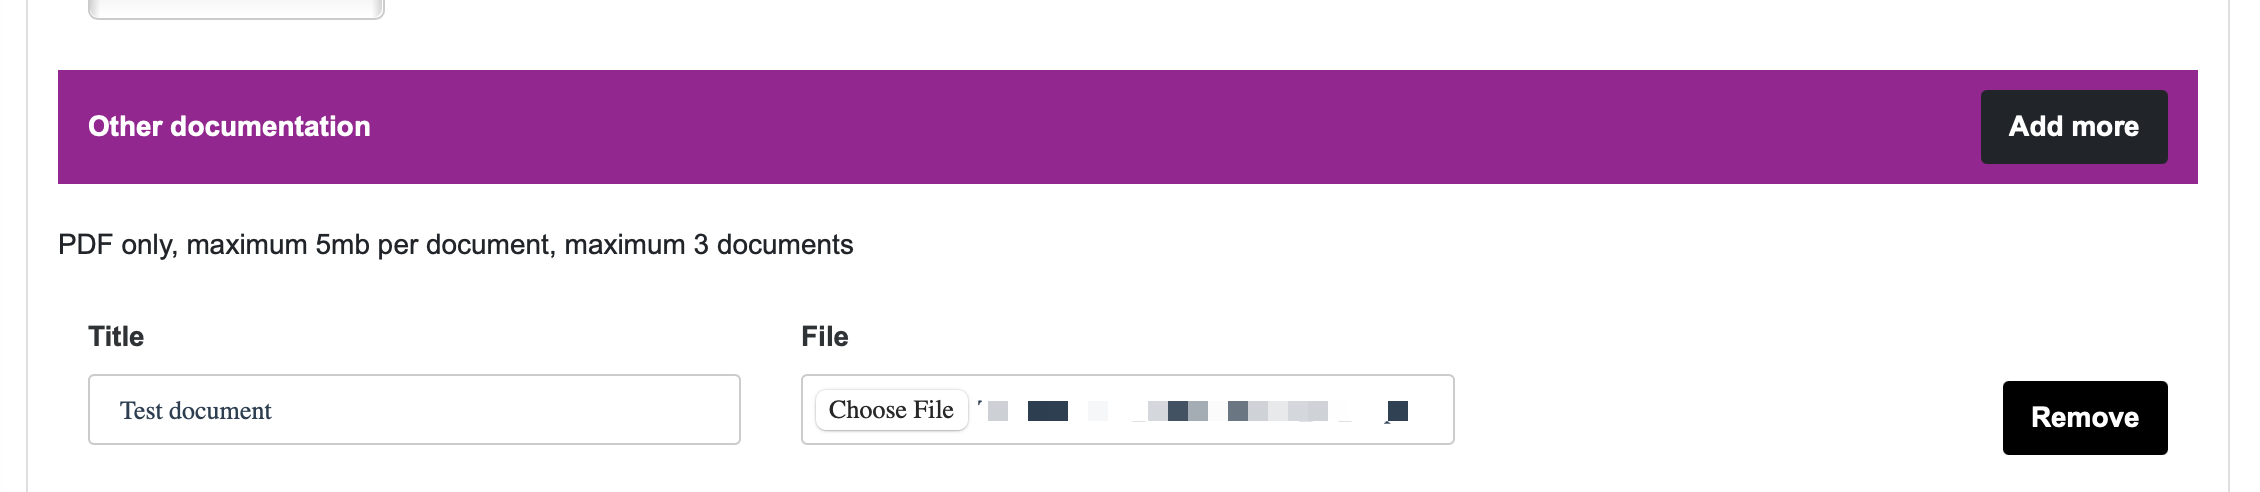 Other documentation
Add more
PDF only, maximum 5mb per document, maximum 3 documents
Title
File
Test document
Choose File
Remove